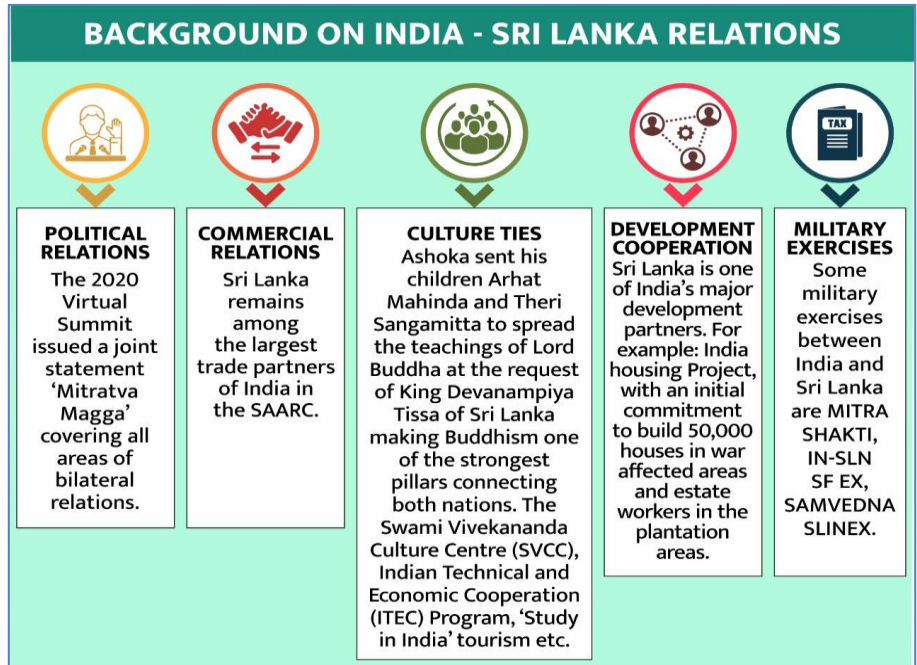 BACKGROUND ON INDIA - SRI LANKA RELATIONS
POLITICAL
RELATIONS
The 2020
Virtual
Summit
issued a joint
statement
‘Mitratva
Magga’
covering all
areas of
bilateral
relations.
COMMERCIAL
RELATIONS
Sri Lanka
remains
among
the largest
trade partners
of India in
the SAARC.
CULTURE TIES
Ashoka sent his
children Arhat
Mahinda and Theri
Sangamitta to spread
the teachings of Lord
Buddha at the request
of King Devanampiya
Tissa of Sri Lanka
making Buddhism one
of the strongest
pillars connecting
both nations. The
Swami Vivekananda
Culture Centre (SVCC),
Indian Technical and
Economic Cooperation
(ITEC) Program, ‘Study
in India’ tourism etc.
DEVELOPMENT
COOPERATION
Sri Lanka is one
of India’s major
development
partners. For
example: India
housing Project,
with an initial
commitment
to build 50,000
houses in war
affected areas
and estate
workers in the
plantation
areas.
TAX
MILITARY
EXERCISES
Some
military
exercises
between
India and
Sri Lanka
are MITRA
SHAKTI,
IN-SLN
SF EX,
SAMVEDNA
SLINEX.